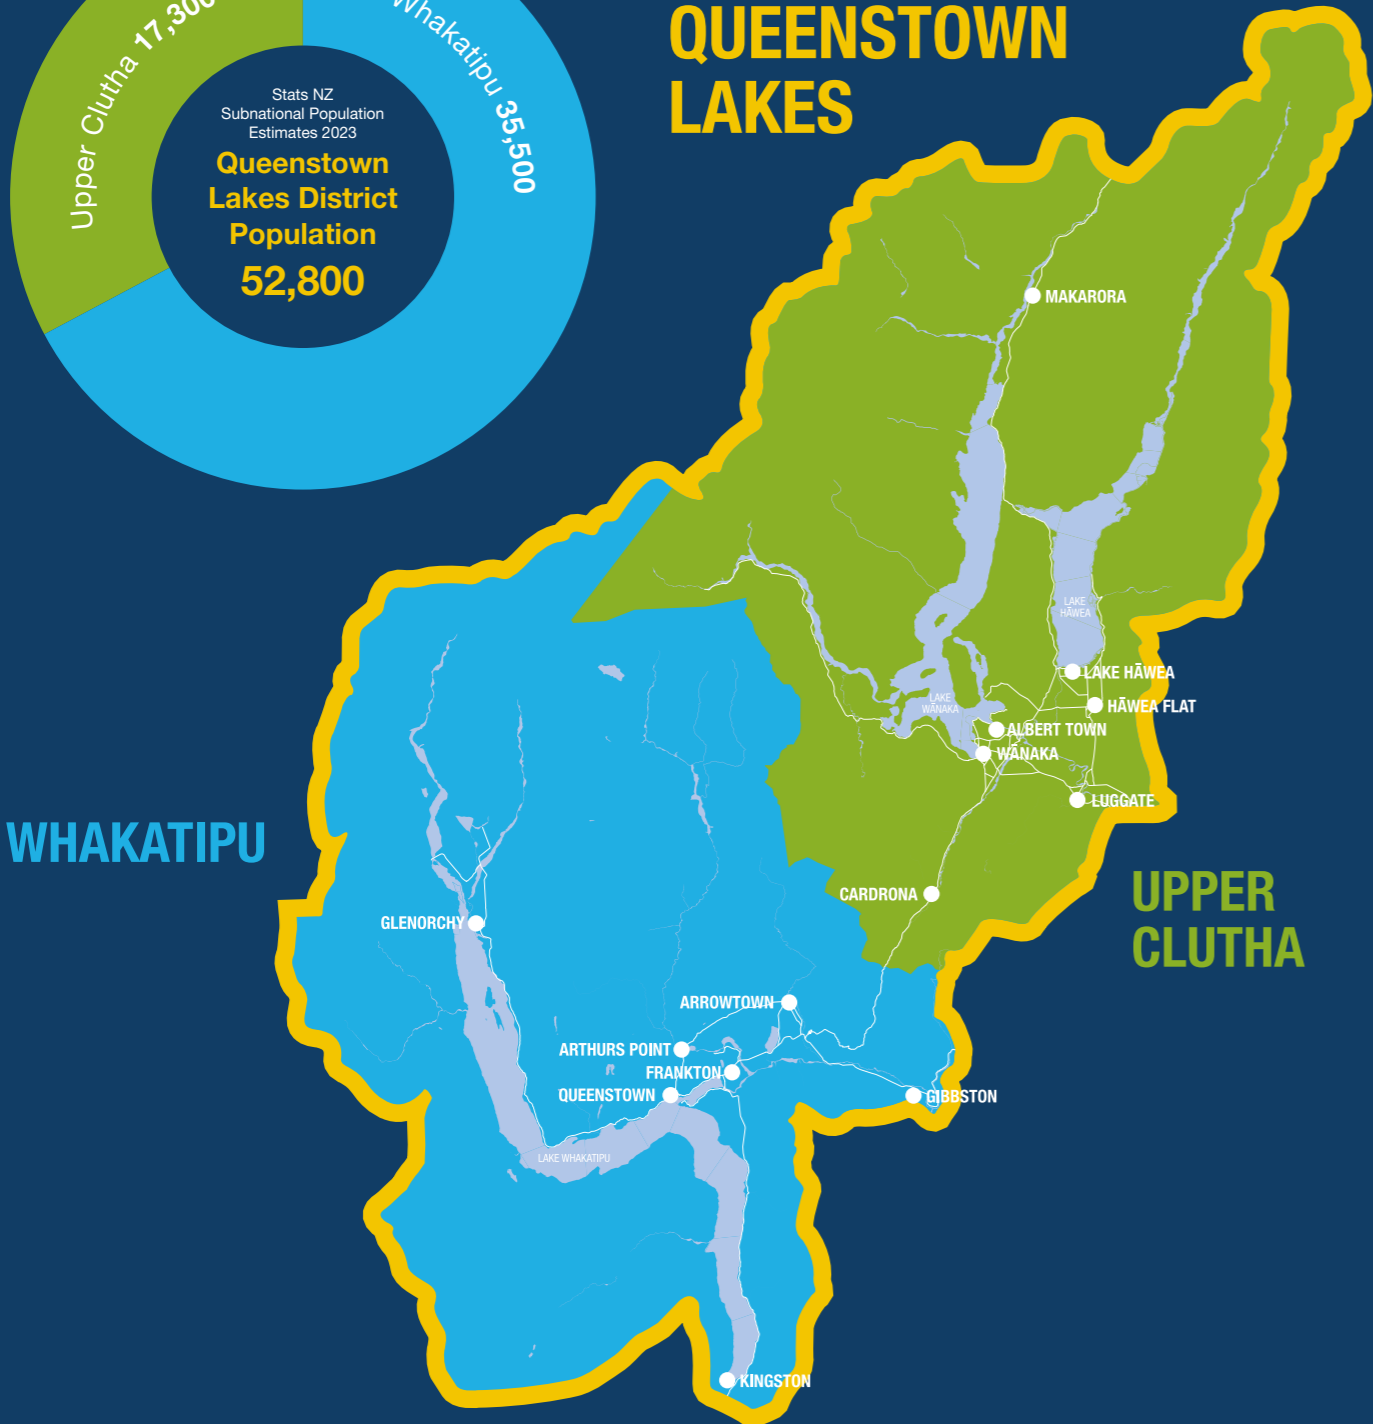 Upper Clutha 17,300
Whakatipu 35,500
Stats NZ
Subnational Population
Estimates 2023
Queenstown
Lakes District
Population
52,800
QUEENSTOWN
LAKES
MAKARORA
LAKE
HĀWEA
LAKE HĀWEA
HĀWEA FLAT
LAKE
WĀNAKA
ALBERT TOWN
WĀNAKA
LUGGATE
WHAKATIPU
CARDRONA
UPPER
CLUTHA
GLENORCHY
ARROWTOWN
ARTHURS POINT
FRANKTON
QUEENSTOWN
GIBBSTON
LAKE WHAKATIPU
KINGSTON